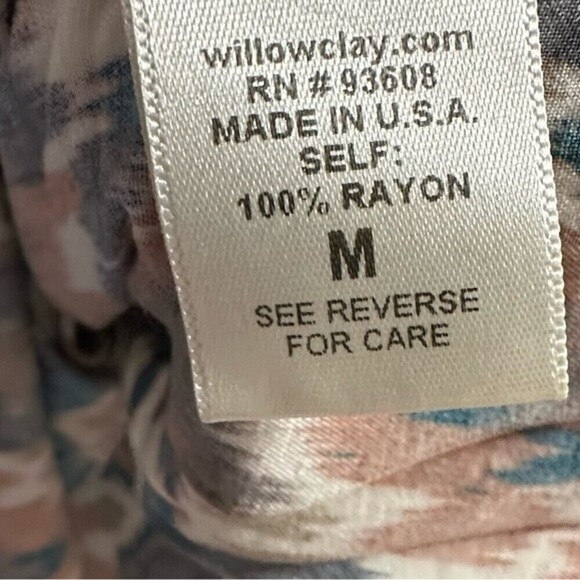 willowclay.com
RN # 93608
MADE IN U.S.A.
SELF:
100% RAYON
M
SEE REVERSE
FOR CARE